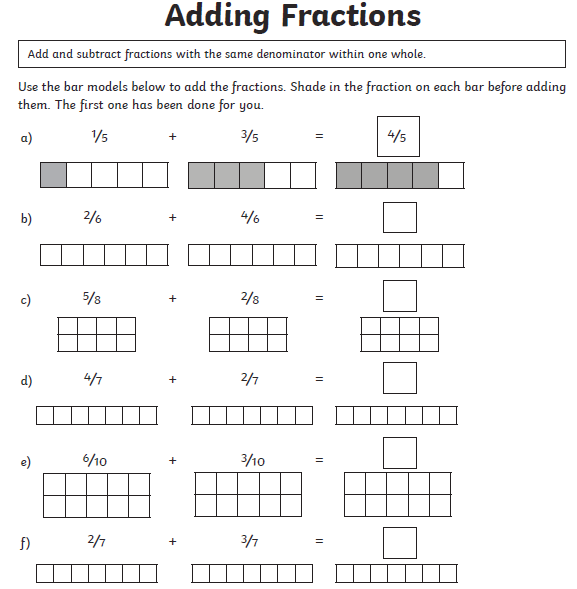 Adding Fractions
Add and subtract fractions with the same denominator within one whole.
Use the bar models below to add the fractions. Shade in the fraction on each bar before adding
them. The first one has been done for you.
a) 1/5 + 3/5 = 4/5
b) 2/6 + 4/6 =
c) 5/8 + 2/8 =
d) 4/7 + 2/7 =
e) 6/10 + 3/10 =
f) 2/7 + 3/7 =